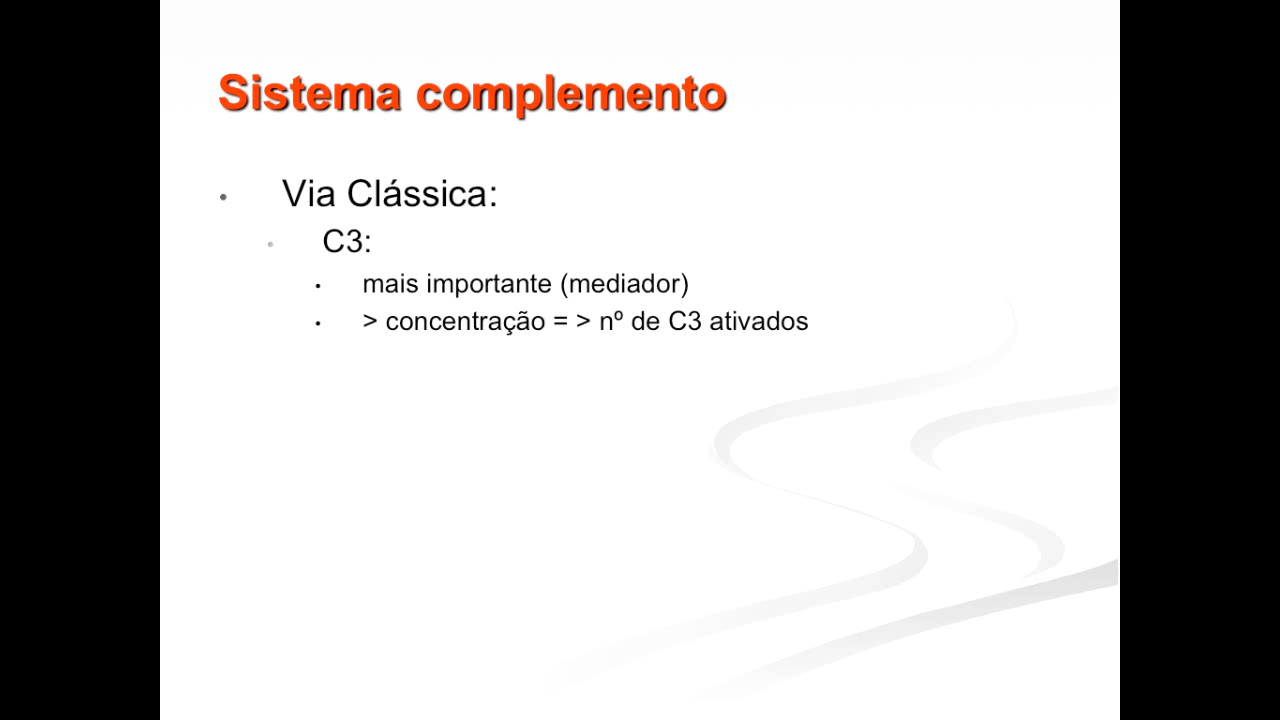 Sistema complemento
• Via Clássica:
• C3:
• mais importante (mediador)
• > concentração = > nº de C3 ativados